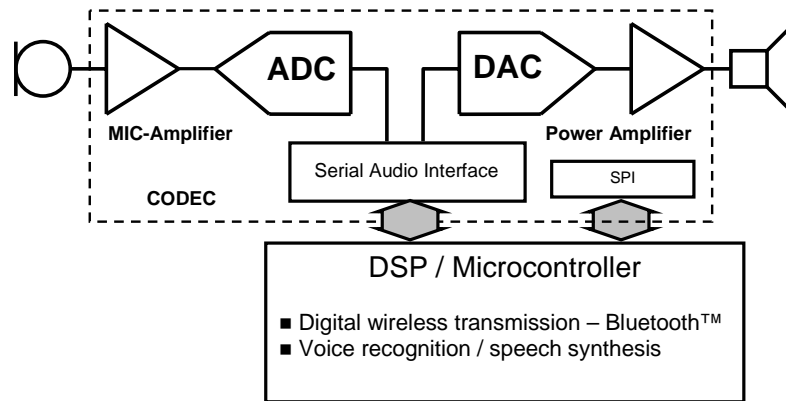 ADC
DAC
MIC-Amplifier
Power Amplifier
Serial Audio Interface
SPI
CODEC
DSP / Microcontroller
■ Digital wireless transmission – Bluetooth™
■ Voice recognition / speech synthesis